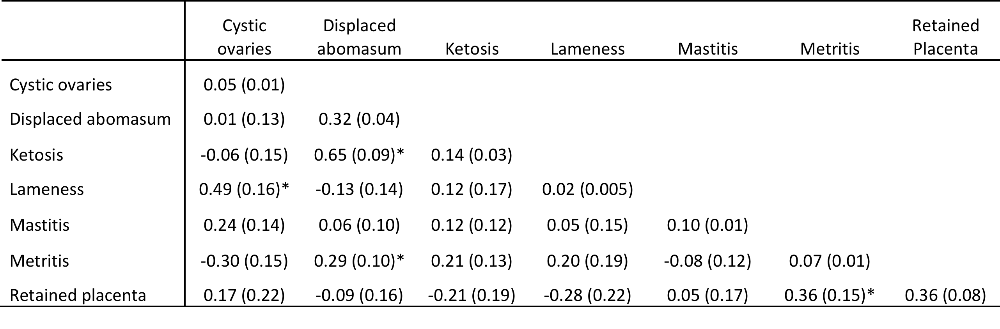 Cystic ovaries Displaced abomasum Ketosis Lameness Mastitis Metritis Retained Placenta
Cystic ovaries 0.05 (0.01)
Displaced abomasum 0.01 (0.13) 0.32 (0.04)
Ketosis -0.06 (0.15) 0.65 (0.09)* 0.14 (0.03)
Lameness 0.49 (0.16)* -0.13 (0.14) 0.12 (0.17) 0.02 (0.005)
Mastitis 0.24 (0.14) 0.06 (0.10) 0.12 (0.12) 0.05 (0.15) 0.10 (0.01)
Metritis -0.30 (0.15) 0.29 (0.10)* 0.21 (0.13) 0.20 (0.19) -0.08 (0.12) 0.07 (0.01)
Retained placenta 0.17 (0.22) -0.09 (0.16) -0.21 (0.19) -0.28 (0.22) 0.05 (0.17) 0.36 (0.15)* 0.36 (0.08)